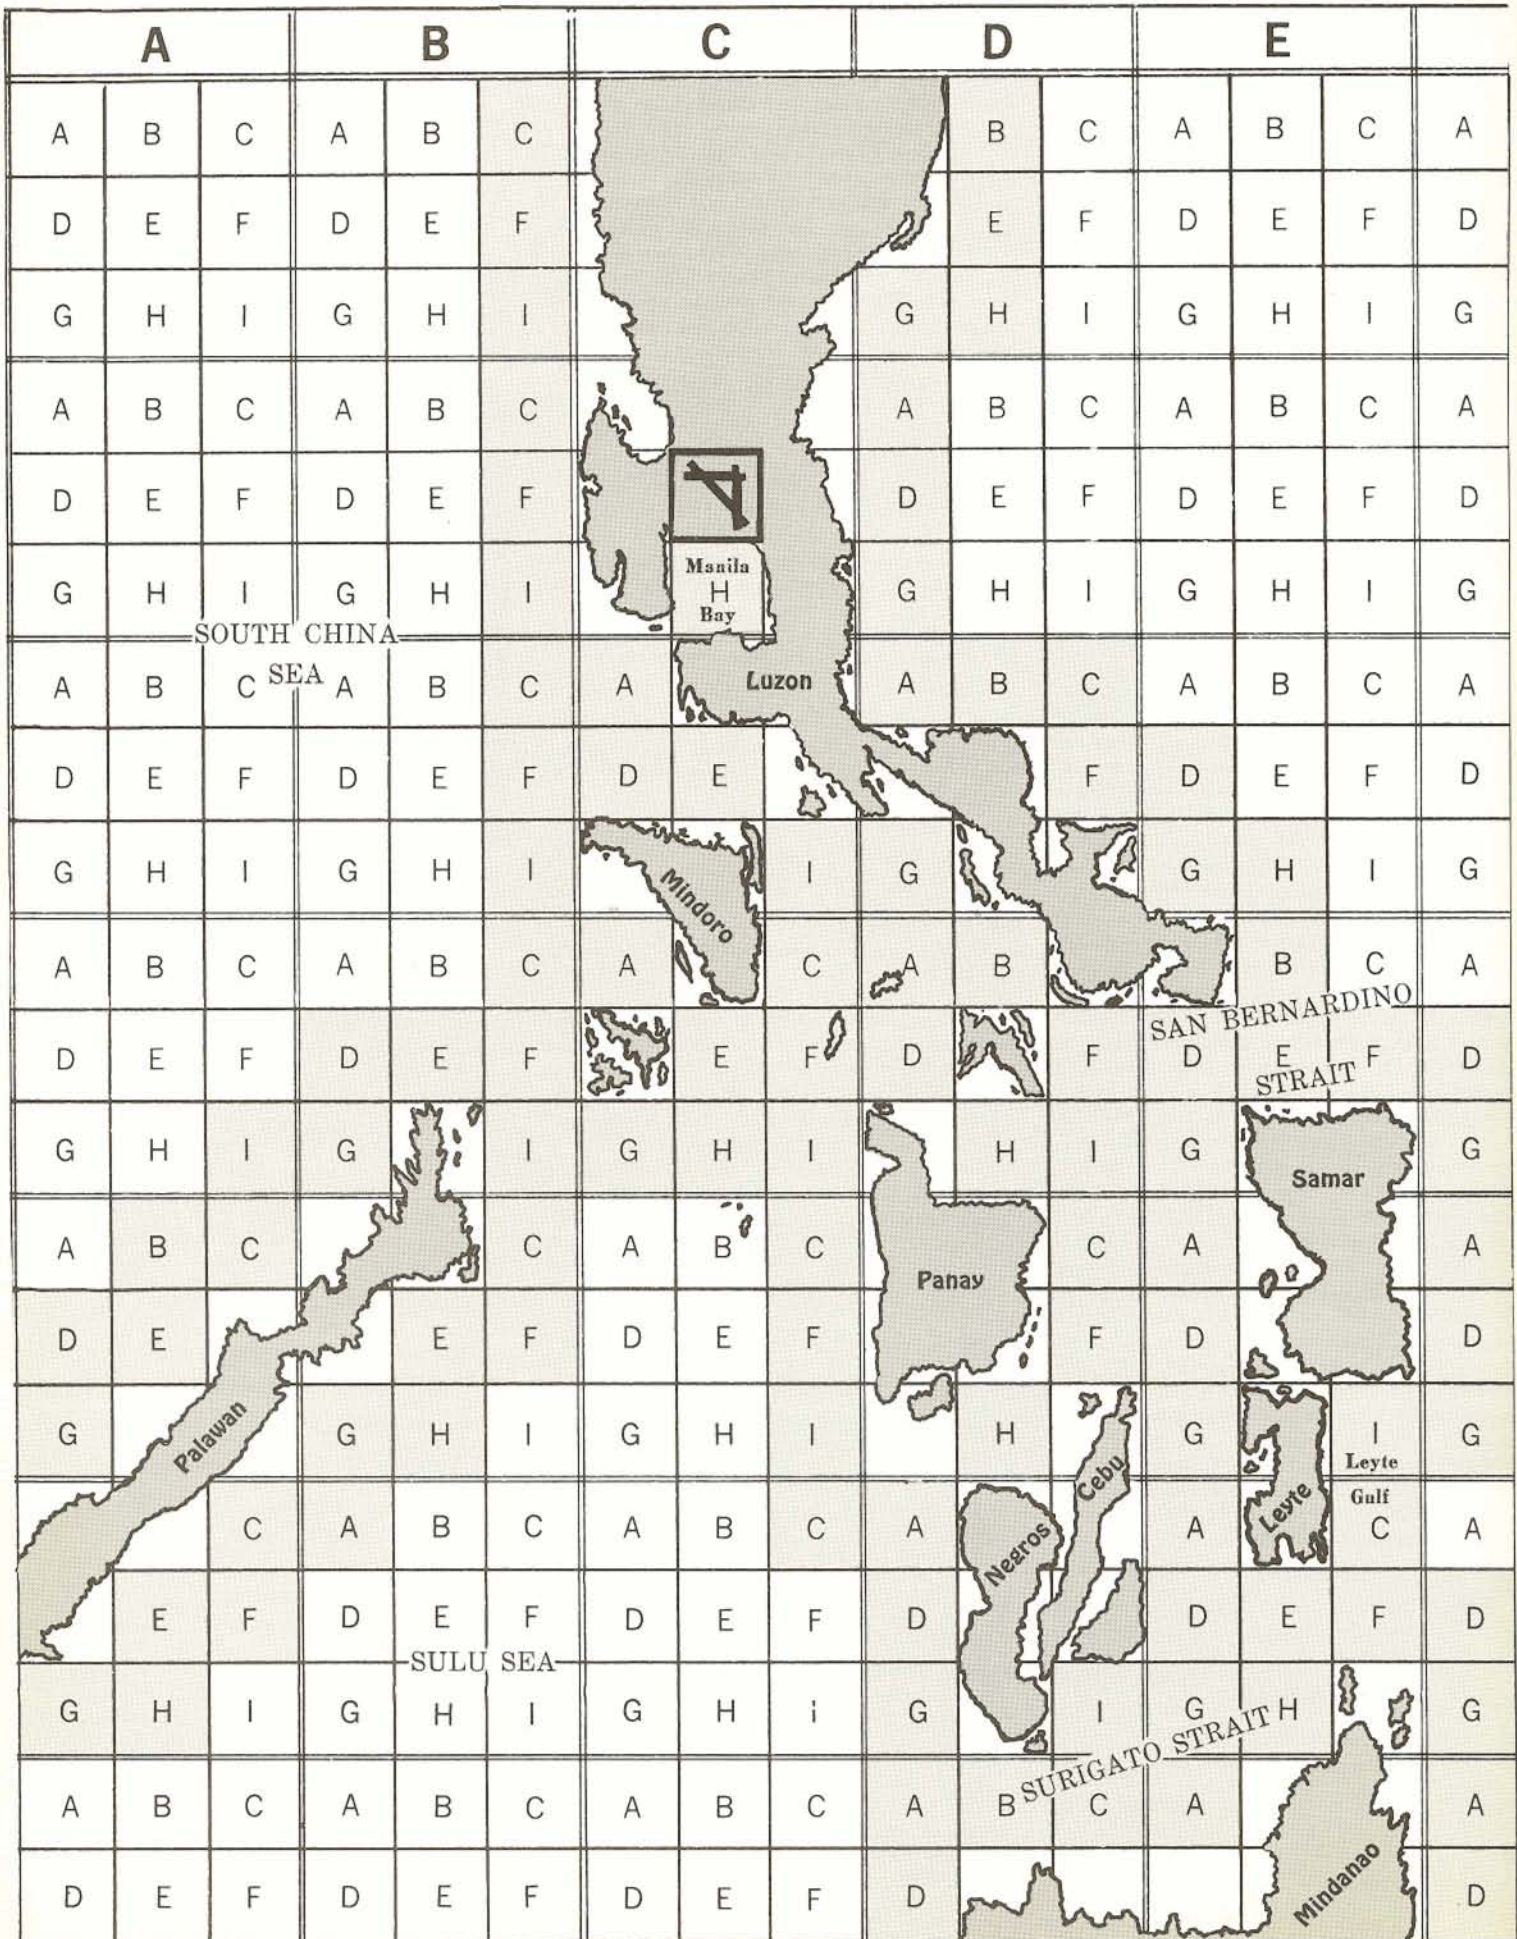 A B C D E
A B C A B C B C A B C A
D E F D E F E F D E F D
G H I G H I G H I G H I G
A B C A B C A B C A B C A
D E F D E F D E F D E F D
Manila
G H I G H I H G H I G H I G
Bay
SOUTH CHINA
SEA
A B C A B C A Luzon A B C A B C A
D E F D E F D E F D E F D
G H I G H I I G G H I G
Mindoro
A B C A B C A C A B B C A
SAN BERNARDINO
D E F D E F E F D F D E F D
STRAIT
G H I G I G H I H I G G
Samar
A B C C A B C C A A
Panay
D E E F D E F F D D
G G H I G H I H G I G
Palawan
Cebu
Leyte
Gulf
C A B C A B C A A C A
Negros
Leyte
E F D E F D E F D D E F D
SULU SEA
G H I G H I G H i G I G H G
SURIGATO STRAIT
A B C A B C A B C A B C A A
D E F D E F D E F D D
Mindanao